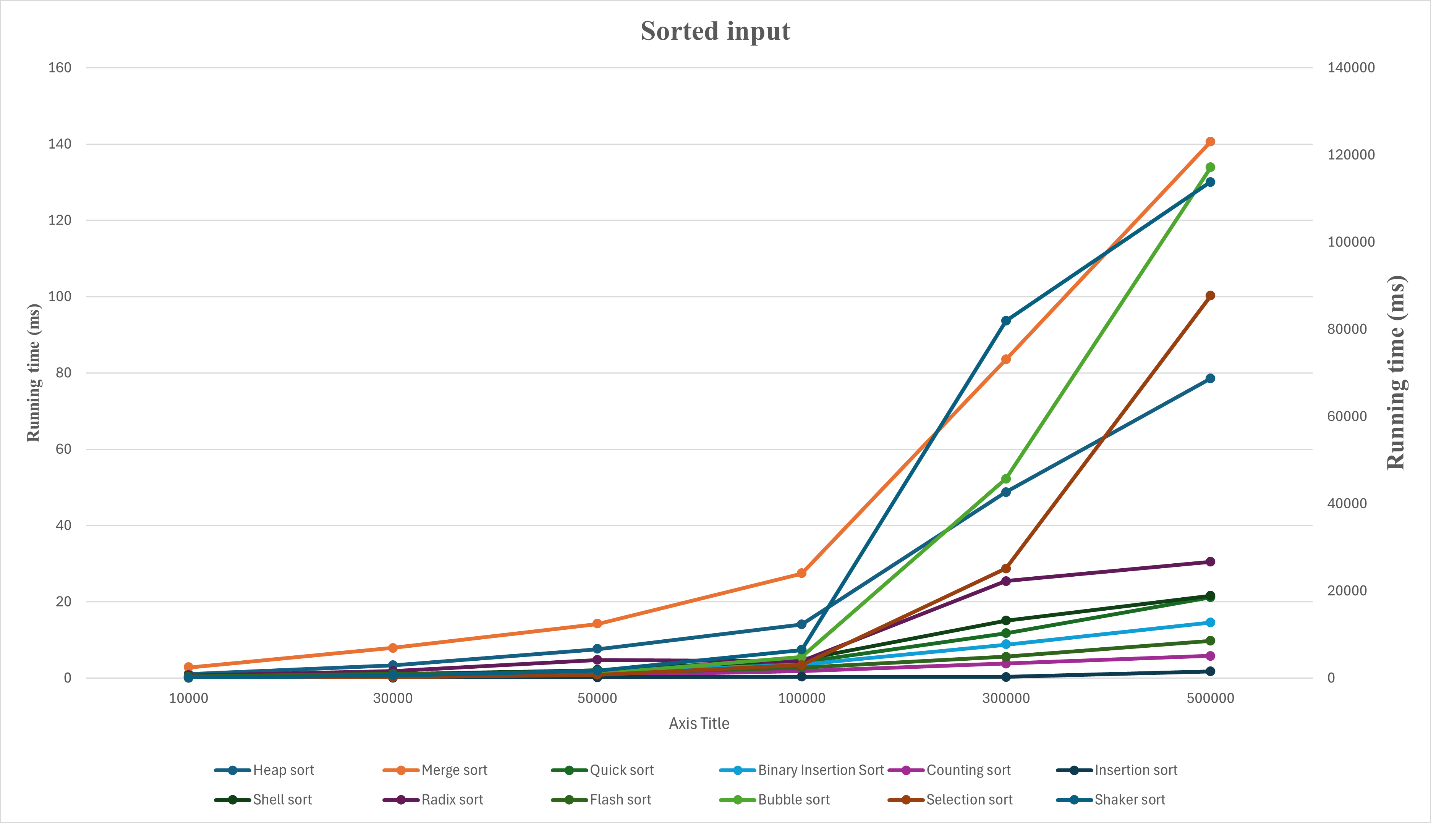 Sorted input
160
140
120
100
80
60
40
20
0
Running time (ms)
140000
120000
100000
80000
60000
40000
20000
0
Running time (ms)
10000 30000 50000 100000 300000 500000
Axis Title
Heap sort Merge sort Quick sort Binary Insertion Sort Counting sort Insertion sort
Shell sort Radix sort Flash sort Bubble sort Selection sort Shaker sort